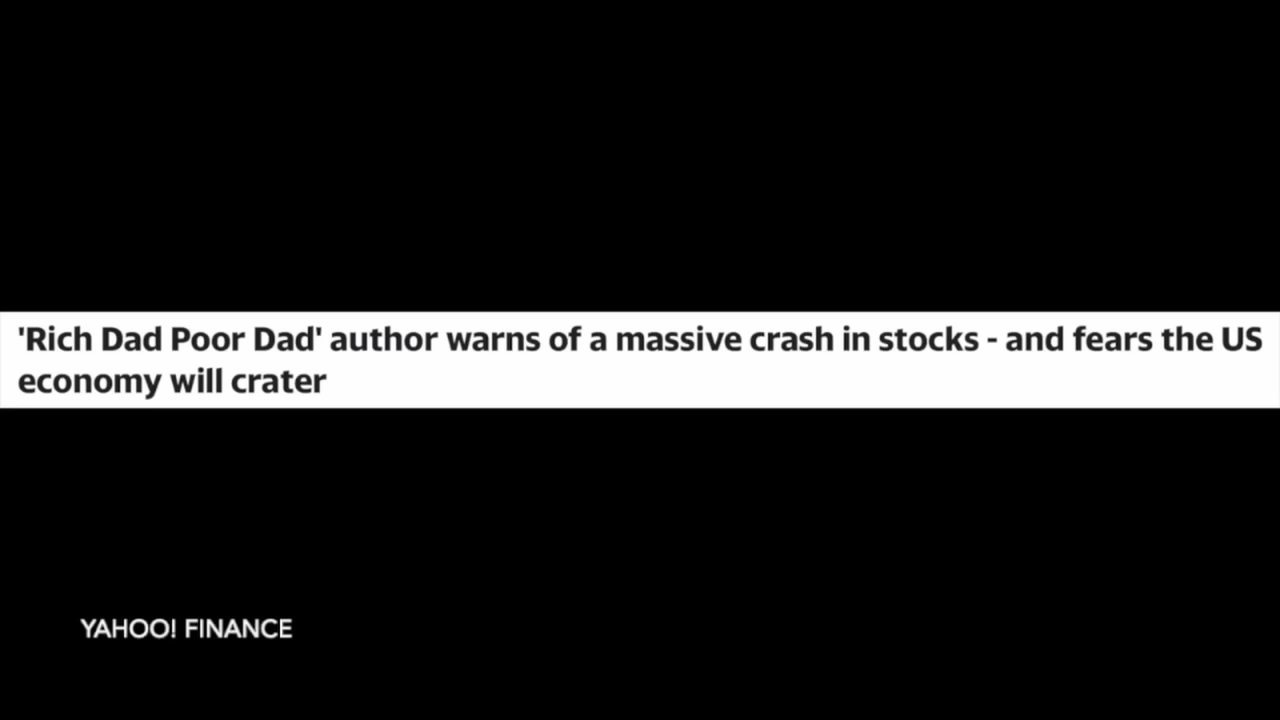 'Rich Dad Poor Dad' author warns of a massive crash in stocks - and fears the US
economy will crater
YAHOO! FINANCE